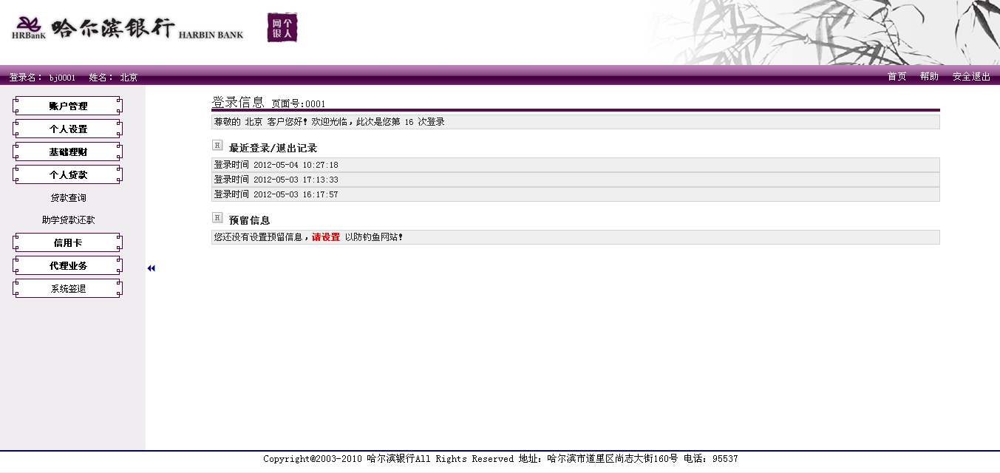 HRBank 哈尔滨银行 HARBIN BANK 个人网银
登录名： bj0001 姓名： 北京 首页 帮助 安全退出
账户管理
个人设置
基础理财
个人贷款
贷款查询
助学贷款还款
信用卡
代理业务
系统签退
登录信息 页面号:0001
尊敬的 北京 客户您好！欢迎光临，此次是您第 16 次登录
最近登录/退出记录
登录时间 2012-05-04 10:27:18
登录时间 2012-05-03 17:13:33
登录时间 2012-05-03 16:17:57
预留信息
您还没有设置预留信息，请设置 以防钓鱼网站！
Copyright@2003-2010 哈尔滨银行All Rights Reserved 地址：哈尔滨市道里区尚志大街160号 电话：95537